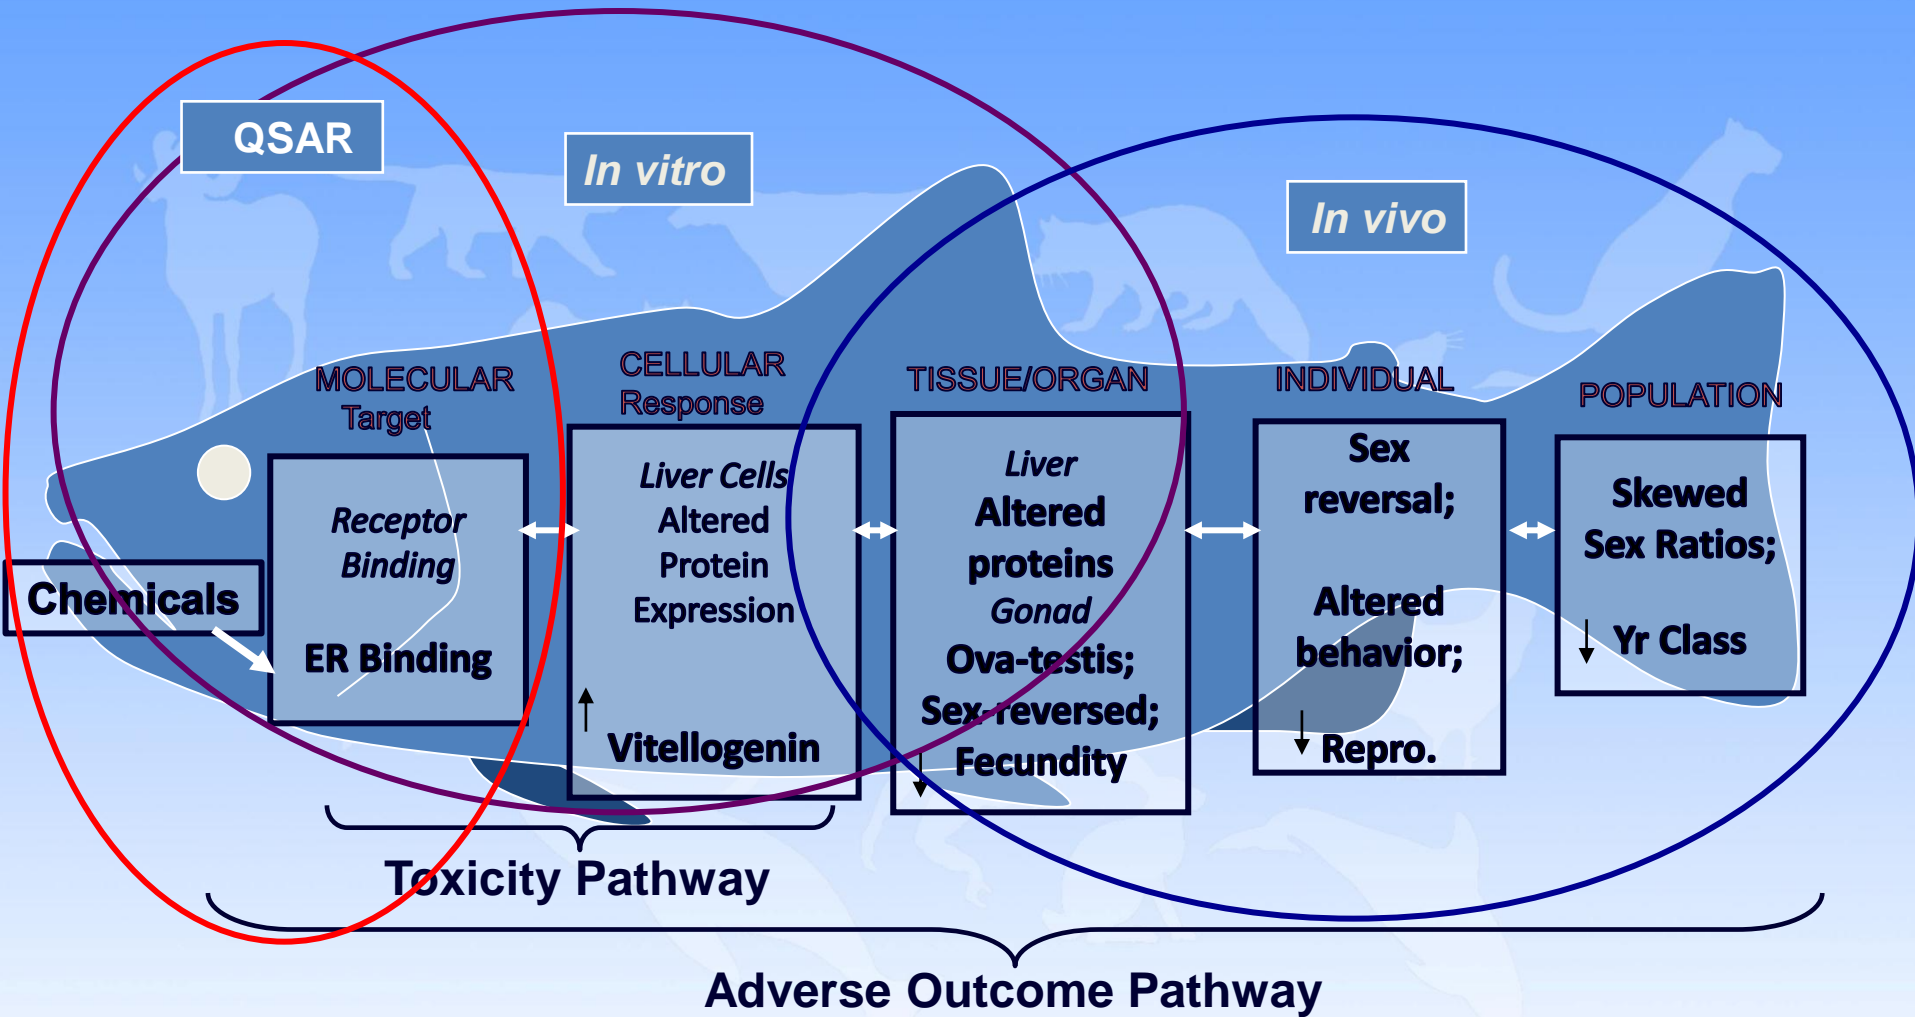 QSAR
In vitro
In vivo
MOLECULAR
Target
CELLULAR
Response
TISSUE/ORGAN
INDIVIDUAL
POPULATION
Chemicals
Receptor
Binding
ER Binding
Liver Cells
Altered
Protein
Expression
Vitellogenin
Liver
Altered
proteins
Gonad
Ova-testis;
Sex-reversed;
Fecundity
Sex
reversal;
Altered
behavior;
Repro.
Skewed
Sex Ratios;
Yr Class
Toxicity Pathway
Adverse Outcome Pathway